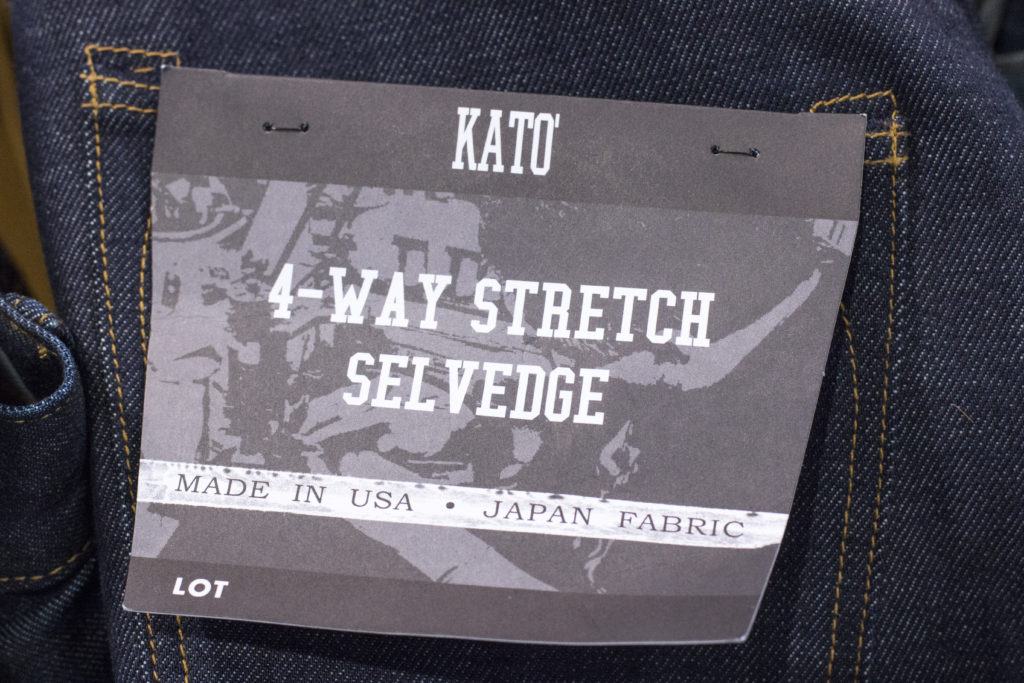 KATO'
4-WAY STRETCH
SELVEDGE
MADE IN USA • JAPAN FABRIC
LOT